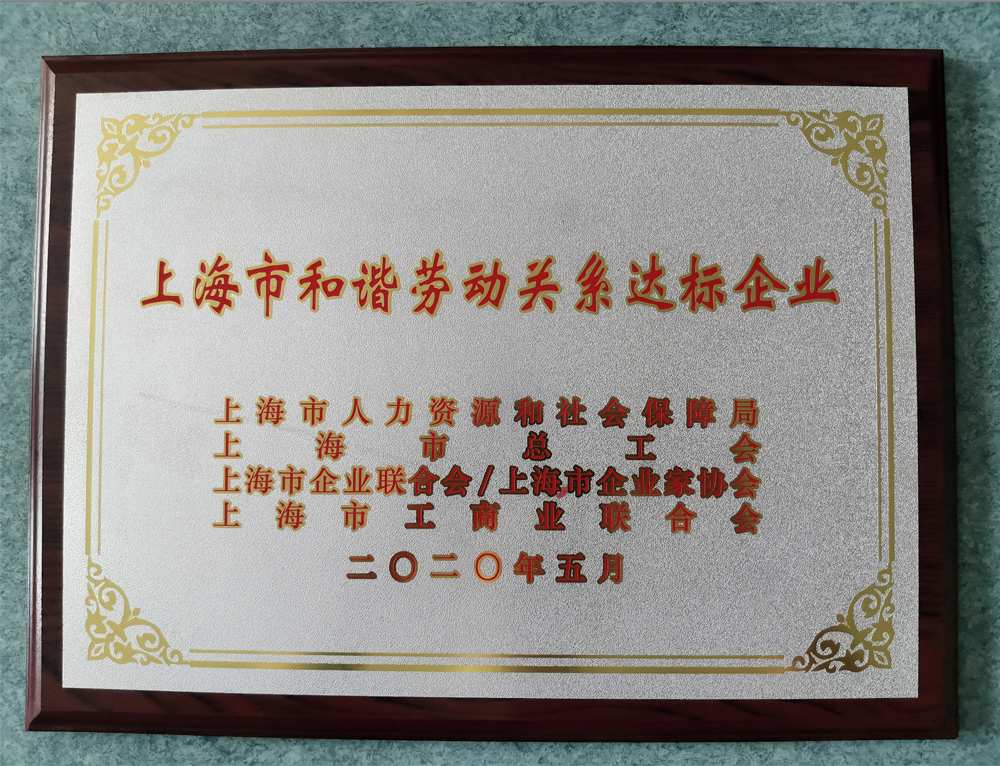 上海市和谐劳动关系达标企业
上海市人力资源和社会保障局
上海市总工会
上海市企业联合会/上海市企业家协会
上海市工商业联合会
二〇二〇年五月